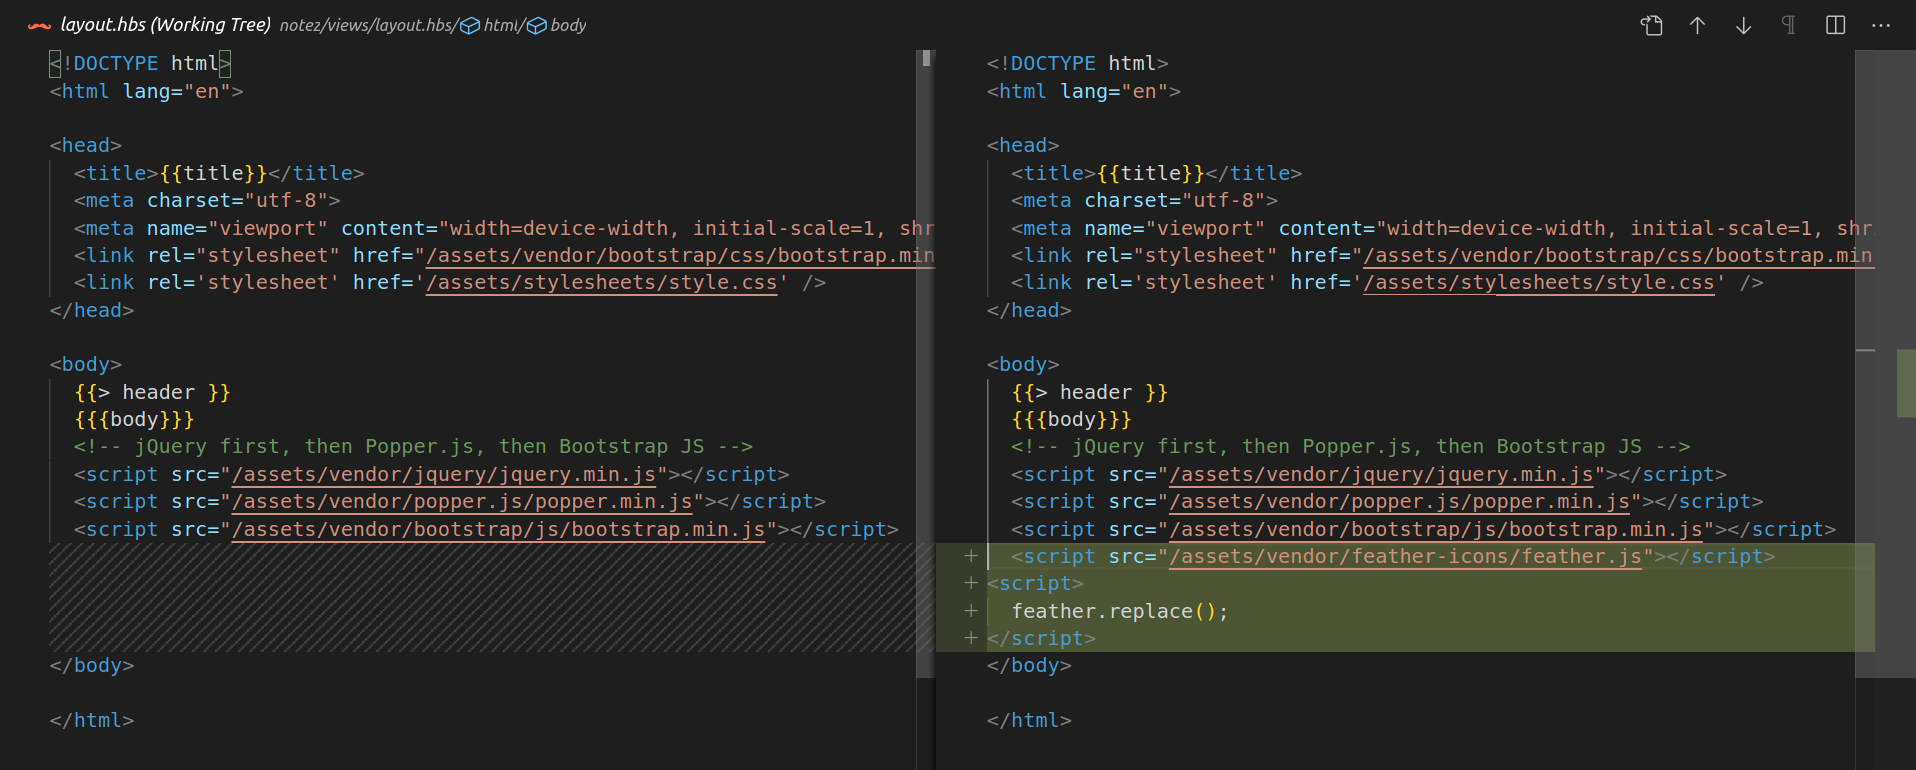 layout.hbs (Working Tree) notez/views/layout.hbs/html/body
<!DOCTYPE html>
<html lang="en">
<head>
  <title>{{title}}</title>
  <meta charset="utf-8">
  <meta name="viewport" content="width=device-width, initial-scale=1, shr
  <link rel="stylesheet" href="/assets/vendor/bootstrap/css/bootstrap.min
  <link rel='stylesheet' href='/assets/stylesheets/style.css' />
</head>
<body>
  {{> header }}
  {{{body}}}
  <!-- jQuery first, then Popper.js, then Bootstrap JS -->
  <script src="/assets/vendor/jquery/jquery.min.js"></script>
  <script src="/assets/vendor/popper.js/popper.min.js"></script>
  <script src="/assets/vendor/bootstrap/js/bootstrap.min.js"></script>
</body>
</html>
<!DOCTYPE html>
<html lang="en">
<head>
  <title>{{title}}</title>
  <meta charset="utf-8">
  <meta name="viewport" content="width=device-width, initial-scale=1, shr
  <link rel="stylesheet" href="/assets/vendor/bootstrap/css/bootstrap.min
  <link rel='stylesheet' href='/assets/stylesheets/style.css' />
</head>
<body>
  {{> header }}
  {{{body}}}
  <!-- jQuery first, then Popper.js, then Bootstrap JS -->
  <script src="/assets/vendor/jquery/jquery.min.js"></script>
  <script src="/assets/vendor/popper.js/popper.min.js"></script>
  <script src="/assets/vendor/bootstrap/js/bootstrap.min.js"></script>
+   <script src="/assets/vendor/feather-icons/feather.js"></script>
+ <script>
+   feather.replace();
+ </script>
</body>
</html>